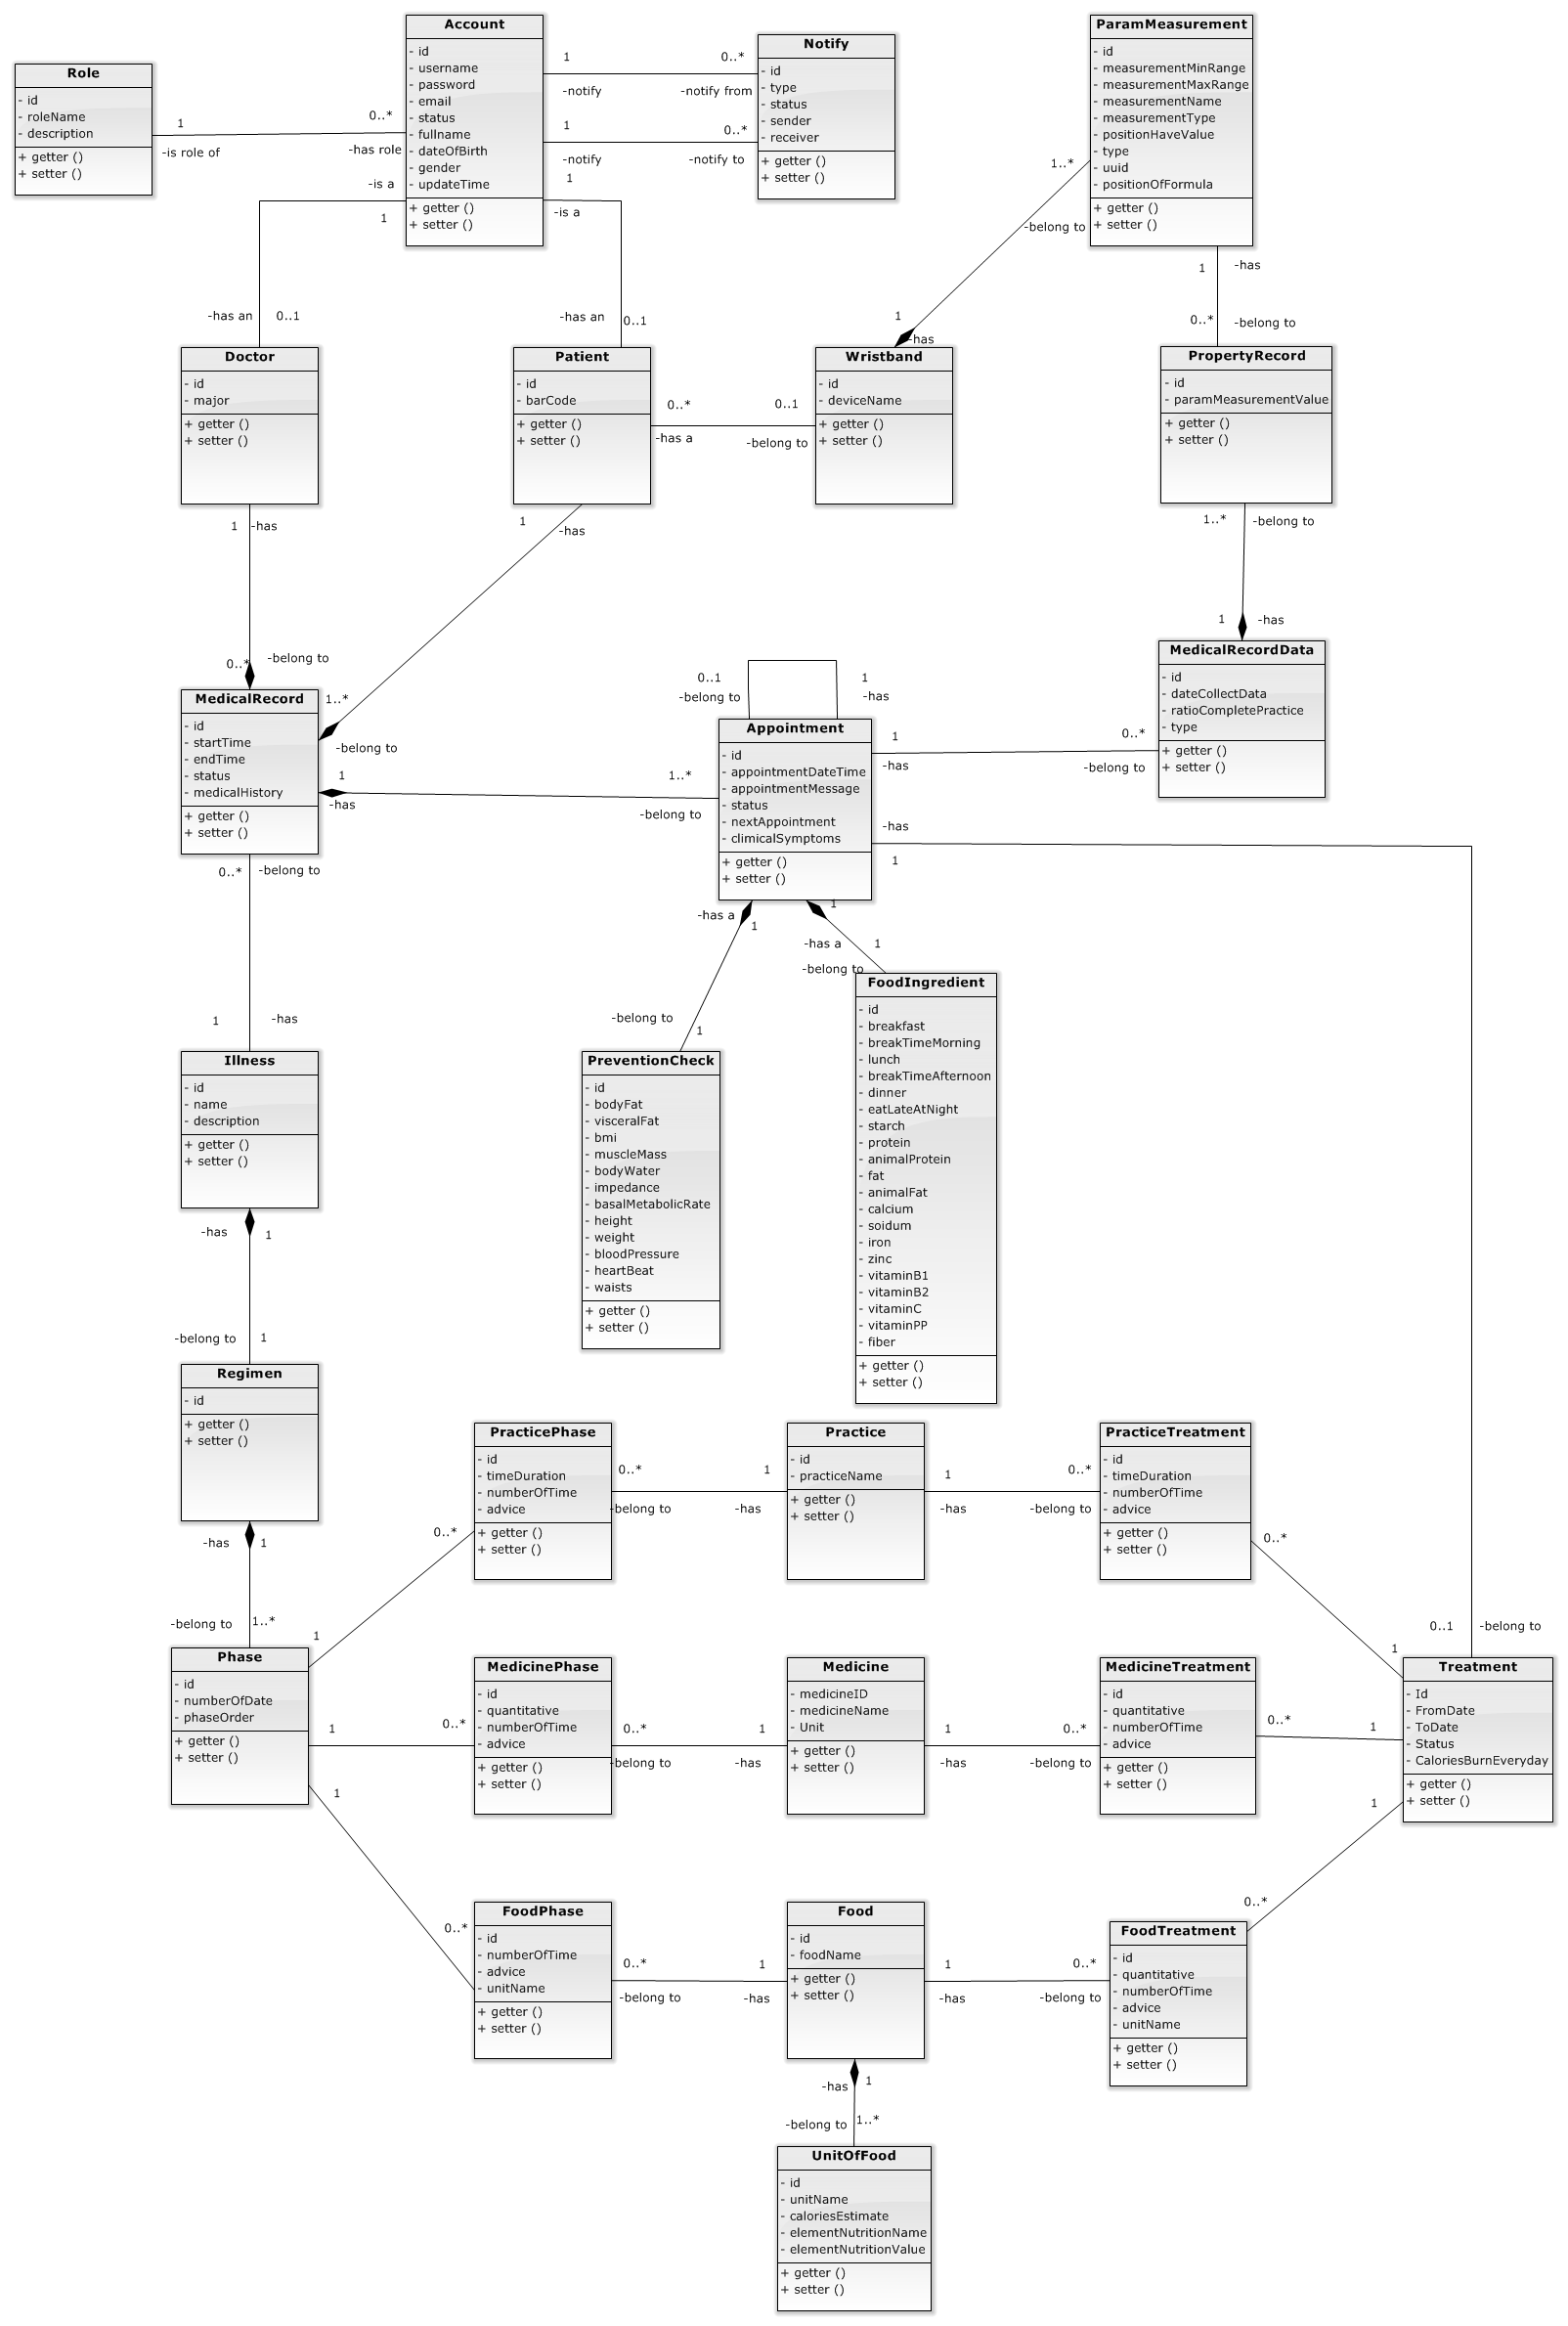 Account
- id
- username
- password
- email
- status
- fullname
- dateOfBirth
- gender
- updateTime
+ getter ()
+ setter ()
Notify
- id
- type
- status
- sender
- receiver
+ getter ()
+ setter ()
ParamMeasurement
- id
- measurementMinRange
- measurementMaxRange
- measurementName
- measurementType
- positionHaveValue
- type
- uuid
- positionOfFormula
+ getter ()
+ setter ()
Role
- id
- roleName
- description
+ getter ()
+ setter ()
1
0..*
-notify
-notify from
1
0..*
-is role of
-has role
1
0..*
-notify
-notify to
-is a
1
1
-is a
1..*
-belong to
1
-has
-has an
0..1
-has an
0..1
1
-has
0..*
-belong to
Doctor
- id
- major
+ getter ()
+ setter ()
Patient
- id
- barCode
+ getter ()
+ setter ()
0..*
0..1
-has a
-belong to
Wristband
- id
- deviceName
+ getter ()
+ setter ()
PropertyRecord
- id
- paramMeasurementValue
+ getter ()
+ setter ()
1
-has
1
-has
1..*
-belong to
0..*
-belong to
1..*
-belong to
1
-has
MedicalRecord
- id
- startTime
- endTime
- status
- medicalHistory
+ getter ()
+ setter ()
1
-has
1..*
-belong to
0..1
-belong to
1
-has
Appointment
- id
- appointmentDateTime
- appointmentMessage
- status
- nextAppointment
- climicalSymptoms
+ getter ()
+ setter ()
1
-has
0..*
-belong to
MedicalRecordData
- id
- dateCollectData
- ratioCompletePractice
- type
+ getter ()
+ setter ()
-has
1
0..*
-belong to
1
-has
-has a
1
1
-has a
1
-belong to
-belong to
1
Illness
- id
- name
- description
+ getter ()
+ setter ()
PreventionCheck
- id
- bodyFat
- visceralFat
- bmi
- muscleMass
- bodyWater
- impedance
- basalMetabolicRate
- height
- weight
- bloodPressure
- heartBeat
- waists
+ getter ()
+ setter ()
FoodIngredient
- id
- breakfast
- breakTimeMorning
- lunch
- breakTimeAfternoon
- dinner
- eatLateAtNight
- starch
- protein
- animalProtein
- fat
- animalFat
- calcium
- soidum
- iron
- zinc
- vitaminB1
- vitaminB2
- vitaminC
- vitaminPP
- fiber
+ getter ()
+ setter ()
-has
1
-belong to
1
Regimen
- id
+ getter ()
+ setter ()
-has
1
-belong to
1..*
PracticePhase
- id
- timeDuration
- numberOfTime
- advice
+ getter ()
+ setter ()
0..*
1
-belong to
-has
Practice
- id
- practiceName
+ getter ()
+ setter ()
1
0..*
-has
-belong to
PracticeTreatment
- id
- timeDuration
- numberOfTime
- advice
+ getter ()
+ setter ()
0..*
1
0..*
1
0..1
-belong to
Phase
- id
- numberOfDate
- phaseOrder
+ getter ()
+ setter ()
1
0..*
MedicinePhase
- id
- quantitative
- numberOfTime
- advice
+ getter ()
+ setter ()
0..*
1
-belong to
-has
Medicine
- medicineID
- medicineName
- Unit
+ getter ()
+ setter ()
1
0..*
-has
-belong to
MedicineTreatment
- id
- quantitative
- numberOfTime
- advice
+ getter ()
+ setter ()
0..*
1
Treatment
- Id
- FromDate
- ToDate
- Status
- CaloriesBurnEveryday
+ getter ()
+ setter ()
1
0..*
1
0..*
FoodPhase
- id
- numberOfTime
- advice
- unitName
+ getter ()
+ setter ()
0..*
1
-belong to
-has
Food
- id
- foodName
+ getter ()
+ setter ()
1
0..*
-has
-belong to
FoodTreatment
- id
- quantitative
- numberOfTime
- advice
- unitName
+ getter ()
+ setter ()
-has
1
-belong to
1..*
UnitOfFood
- id
- unitName
- caloriesEstimate
- elementNutritionName
- elementNutritionValue
+ getter ()
+ setter ()